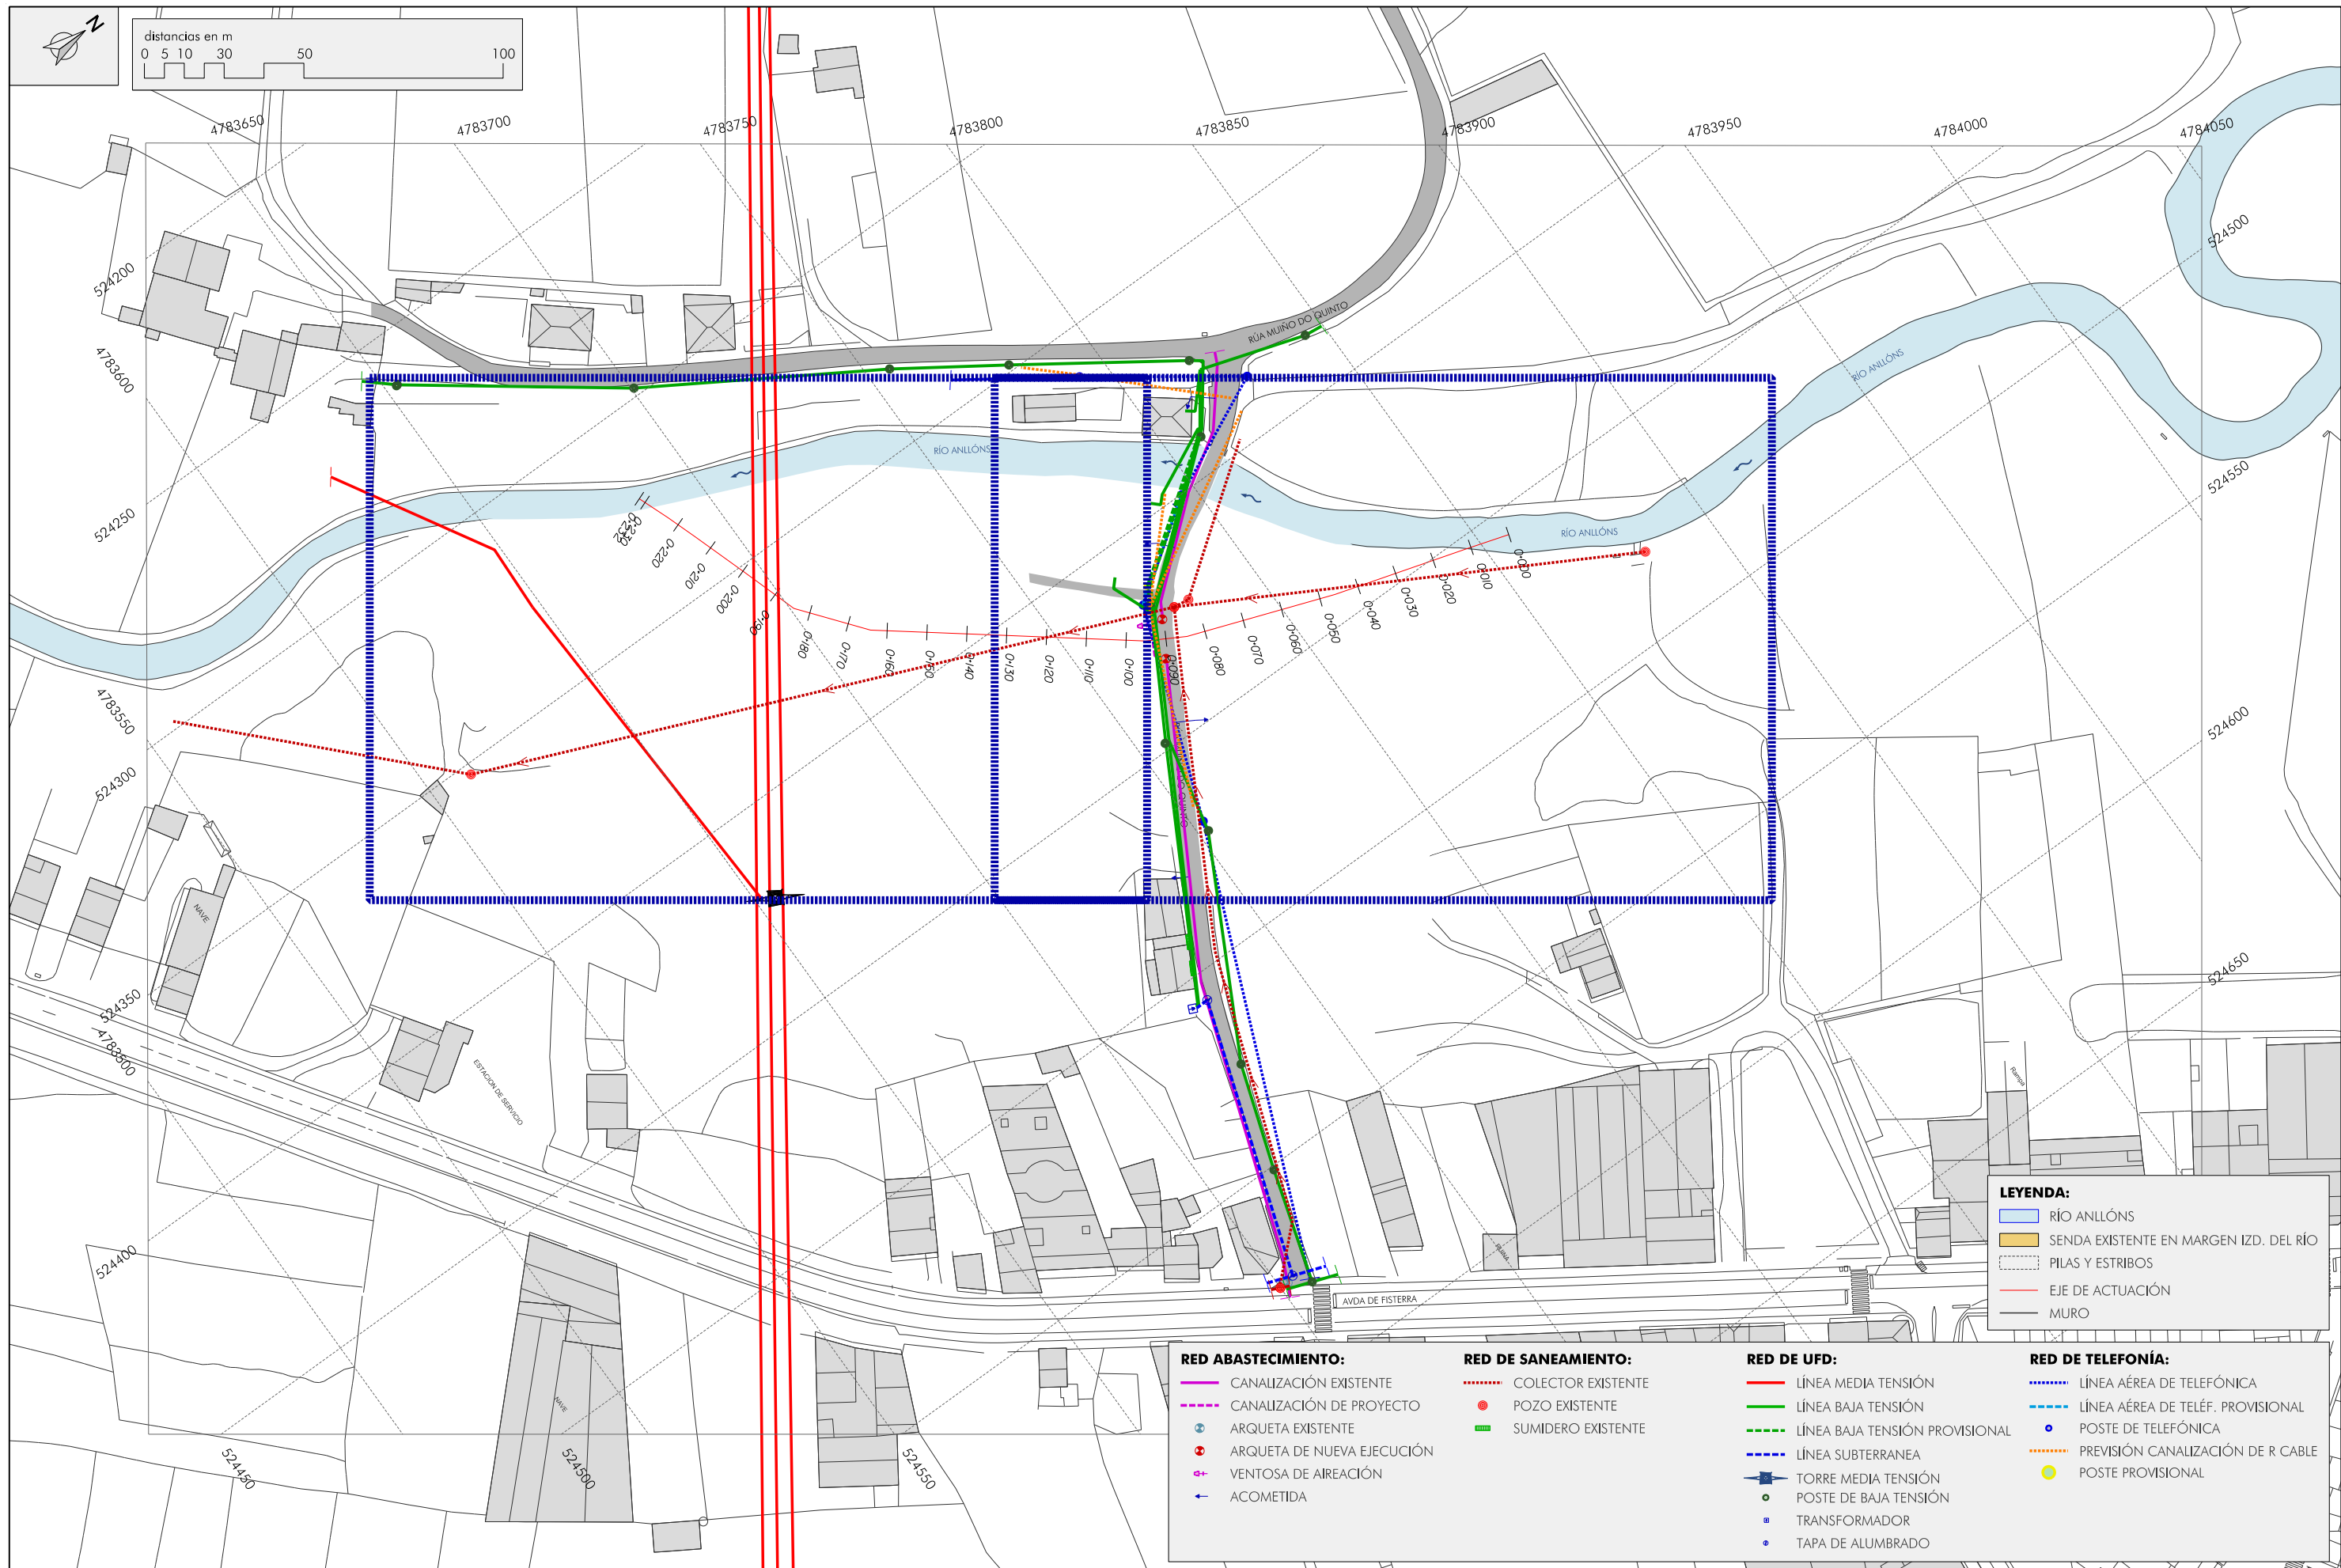 N
distancias en m
0 5 10 30 50 100
4783650
4783700
4783750
4783800
4783850
4783900
4783950
4784000
4784050
524200
4783600
524250
4783550
524300
524350
4783500
524400
524450
524500
524550
524500
524550
524600
524650
RÚA MUIÑO DO QUINTO
RÍO ANLLÓNS
RÍO ANLLÓNS
RÍO ANLLÓNS
0+232
0+230
0+220
0+210
0+200
0+190
0+180
0+170
0+160
0+150
0+140
0+130
0+120
0+110
0+100
0+090
0+080
0+070
0+060
0+050
0+040
0+030
0+020
0+010
0+000
QUINTO
NAVE
ESTACION DE SERVICIO
NAVE
Rampa
AVDA DE FISTERRA
LEYENDA:
RÍO ANLLÓNS
SENDA EXISTENTE EN MARGEN IZD. DEL RÍO
PILAS Y ESTRIBOS
EJE DE ACTUACIÓN
MURO
RED ABASTECIMIENTO:
CANALIZACIÓN EXISTENTE
CANALIZACIÓN DE PROYECTO
ARQUETA EXISTENTE
ARQUETA DE NUEVA EJECUCIÓN
VENTOSA DE AIREACIÓN
ACOMETIDA
RED DE SANEAMIENTO:
COLECTOR EXISTENTE
POZO EXISTENTE
SUMIDERO EXISTENTE
RED DE UFD:
LÍNEA MEDIA TENSIÓN
LÍNEA BAJA TENSIÓN
LÍNEA BAJA TENSIÓN PROVISIONAL
LÍNEA SUBTERRANEA
TORRE MEDIA TENSIÓN
POSTE DE BAJA TENSIÓN
TRANSFORMADOR
TAPA DE ALUMBRADO
RED DE TELEFONÍA:
LÍNEA AÉREA DE TELEFÓNICA
LÍNEA AÉREA DE TELÉF. PROVISIONAL
POSTE DE TELEFÓNICA
PREVISIÓN CANALIZACIÓN DE R CABLE
POSTE PROVISIONAL